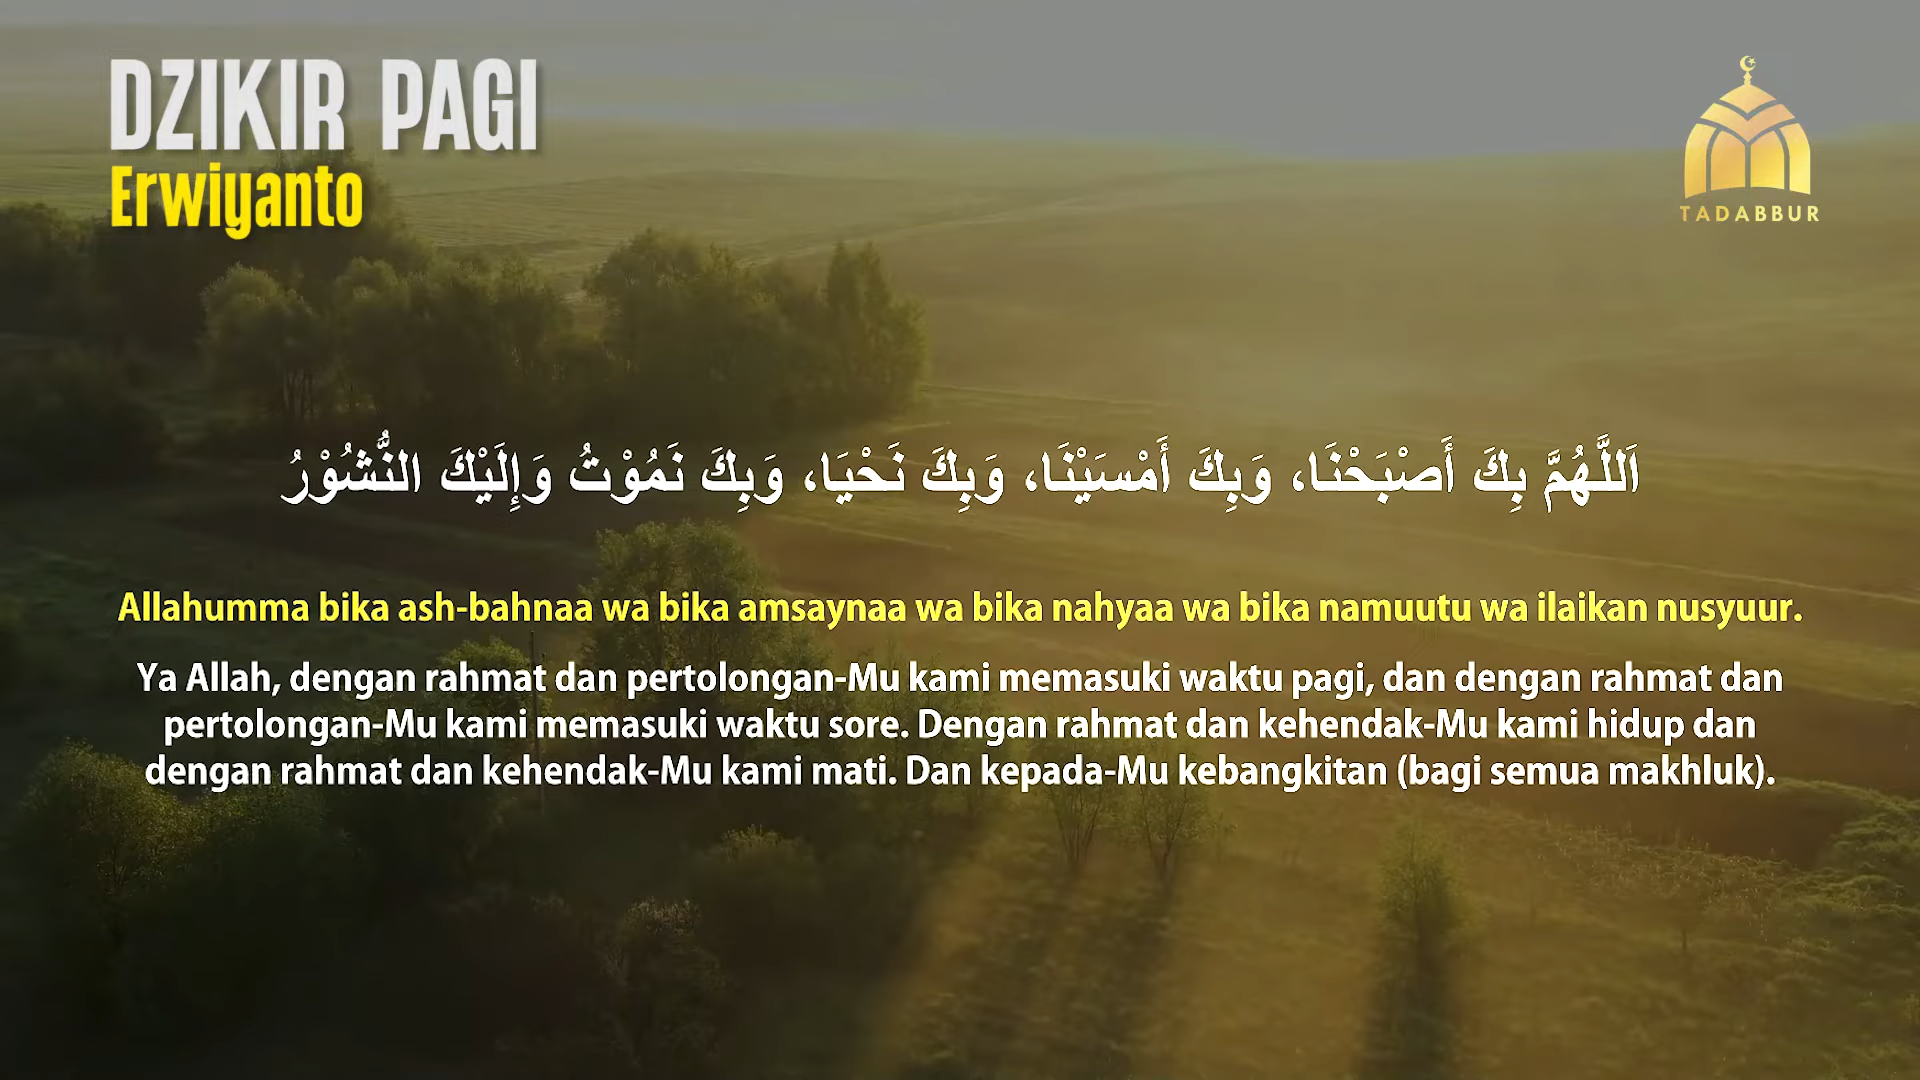 DZIKIR PAGI
Erwiyanto
TADABBUR
اَللَّهُمَّ بِكَ أَصْبَحْنَا، وَبِكَ أَمْسَيْنَا، وَبِكَ نَحْيَا، وَبِكَ نَمُوْتُ وَإِلَيْكَ النُّشُوْرُ
Allahumma bika ash-bahnaa wa bika amsaynaa wa bika nahyaa wa bika namuutu wa ilaikan nusyuur.
Ya Allah, dengan rahmat dan pertolongan-Mu kami memasuki waktu pagi, dan dengan rahmat dan
pertolongan-Mu kami memasuki waktu sore. Dengan rahmat dan kehendak-Mu kami hidup dan
dengan rahmat dan kehendak-Mu kami mati. Dan kepada-Mu kebangkitan (bagi semua makhluk).